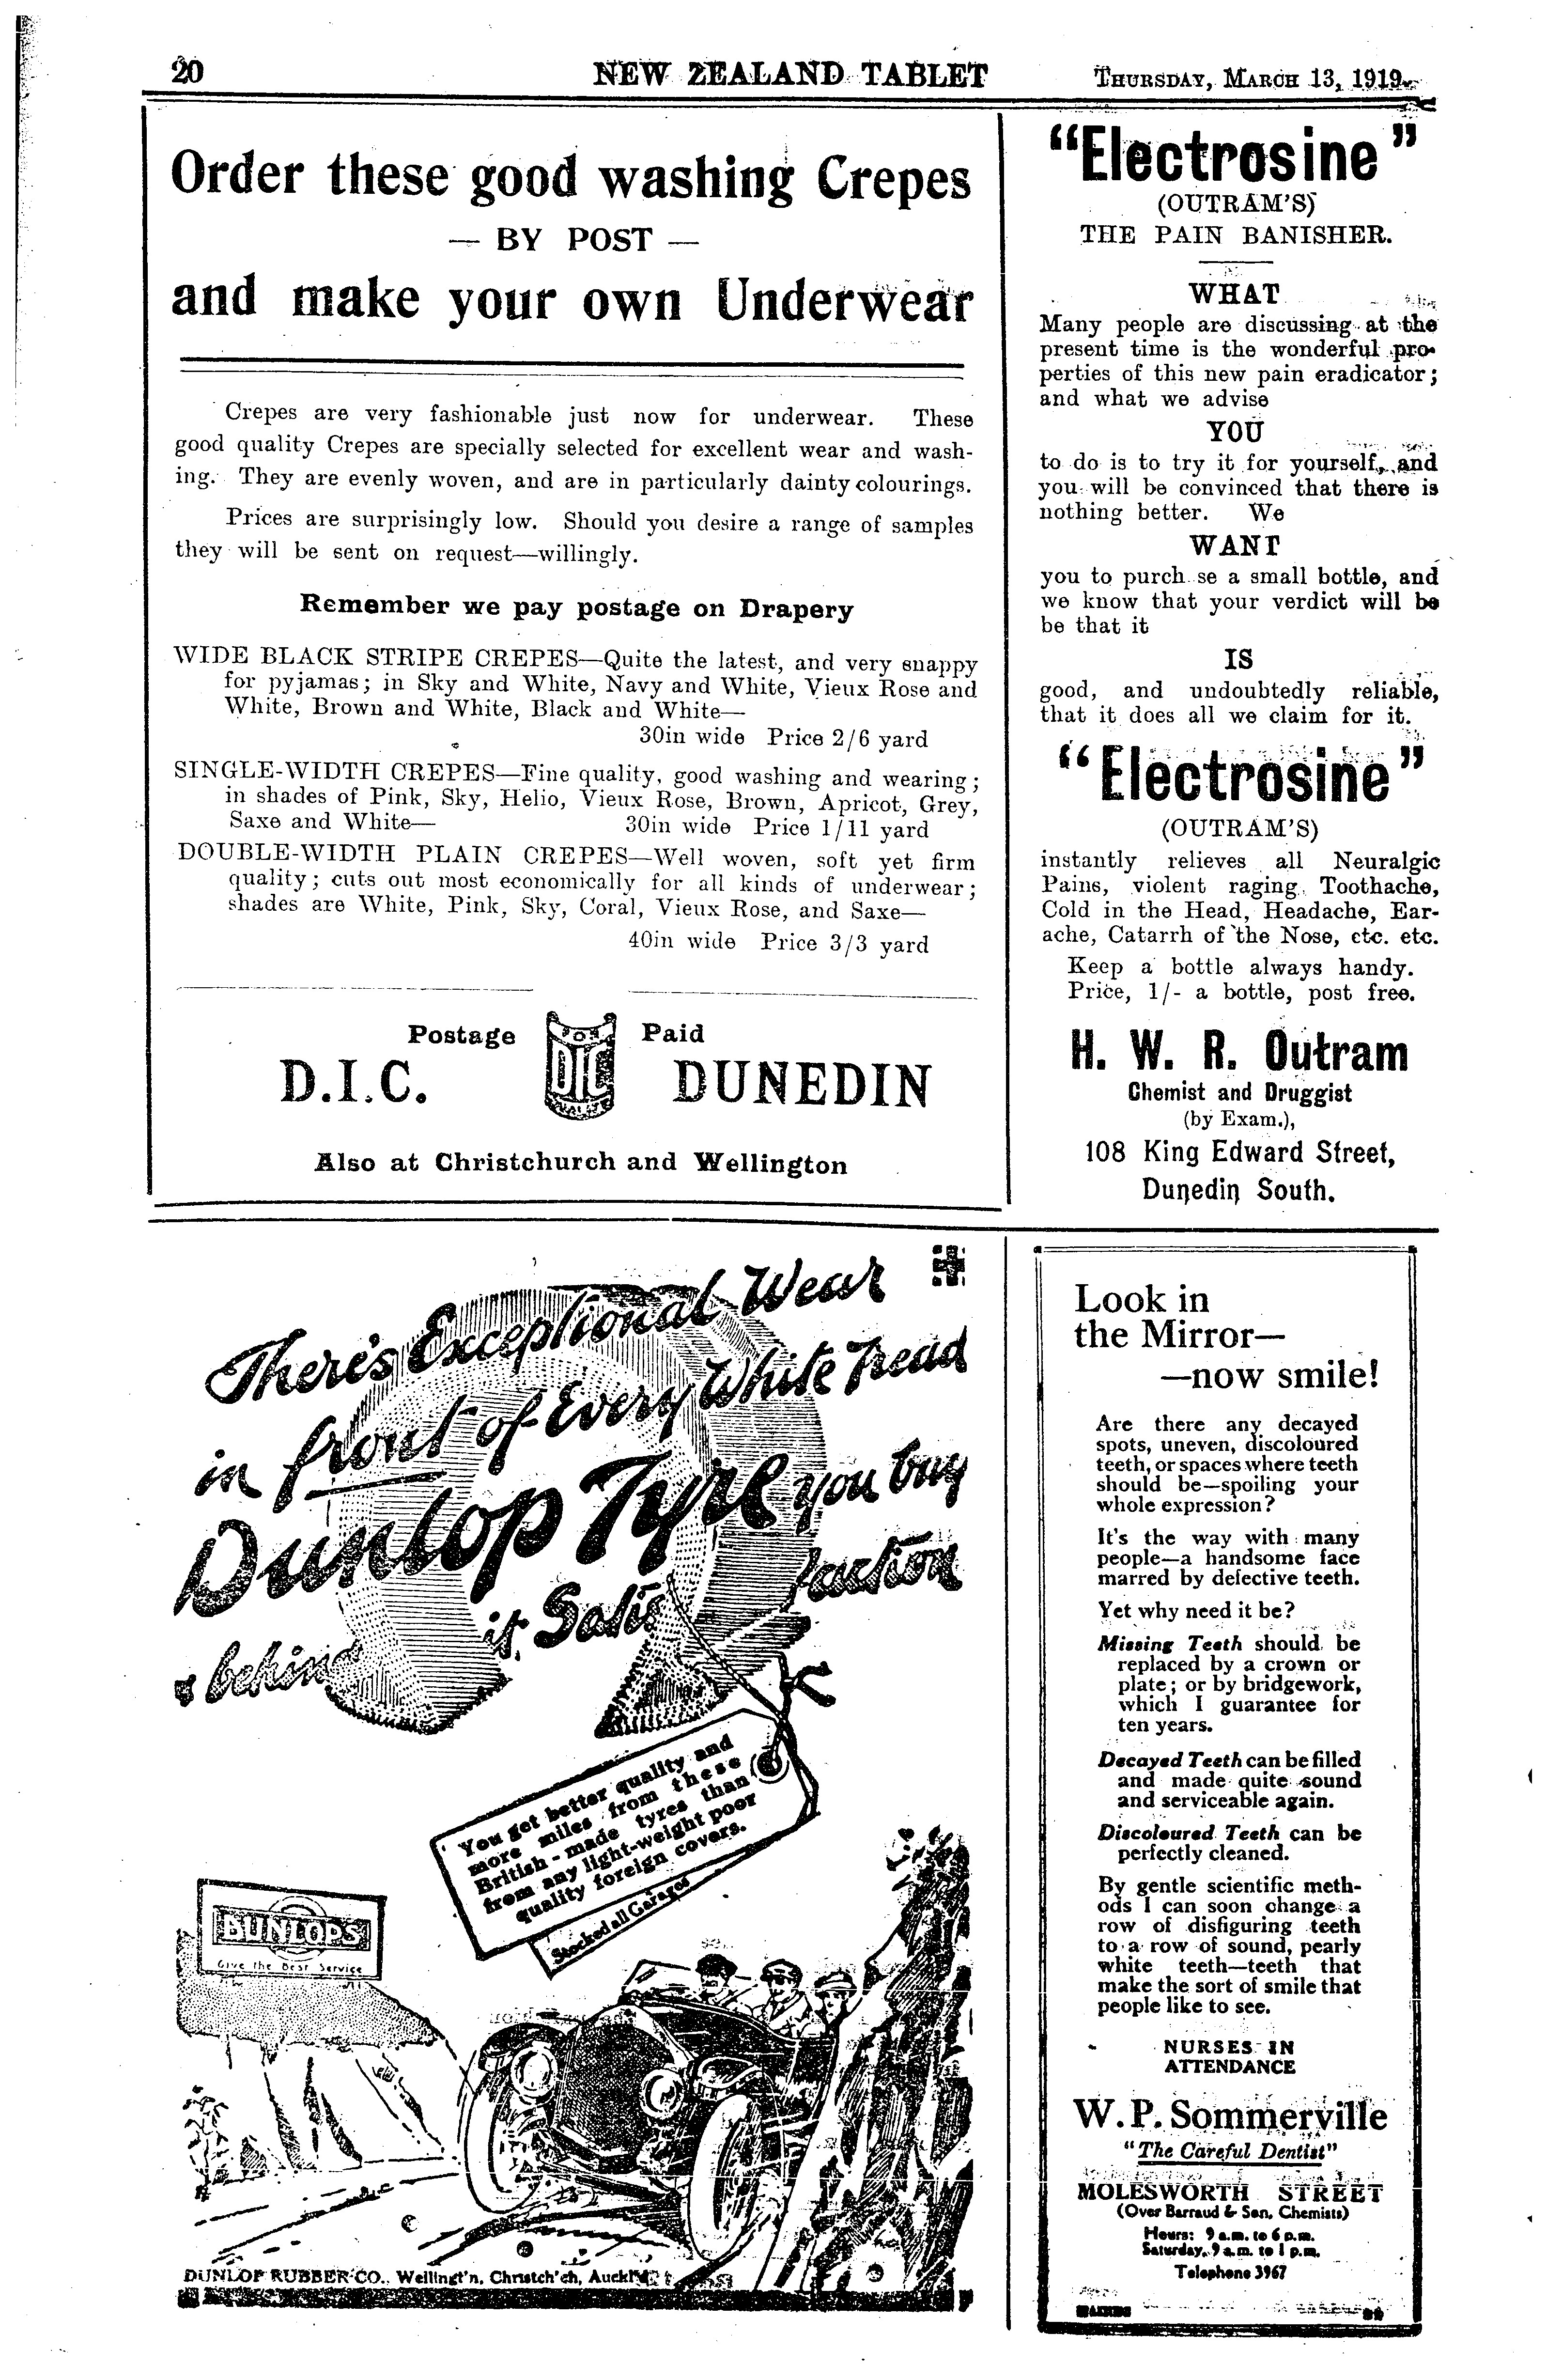 20
NEW ZEALAND TABLET
THURSDAY, MARCH 13, 1919.
Order these good washing Crepes
— BY POST —
and make your own Underwear
Crepes are very fashionable just now for underwear. These
good quality Crepes are specially selected for excellent wear and wash-
ing. They are evenly woven, and are in particularly dainty colourings.
Prices are surprisingly low. Should you desire a range of samples
they will be sent on request—willingly.
Remember we pay postage on Drapery
WIDE BLACK STRIPE CREPES—Quite the latest, and very snappy
for pyjamas; in Sky and White, Navy and White, Vieux Rose and
White, Brown and White, Black and White—
30in wide Price 2/6 yard
SINGLE-WIDTH CREPES—Fine quality, good washing and wearing;
in shades of Pink, Sky, Helio, Vieux Rose, Brown, Apricot, Grey,
Saxe and White— 30in wide Price 1/11 yard
DOUBLE-WIDTH PLAIN CREPES—Well woven, soft yet firm
quality; cuts out most economically for all kinds of underwear;
shades are White, Pink, Sky, Coral, Vieux Rose, and Saxe—
40in wide Price 3/3 yard
Postage Paid
D.I.C. FOR DIC QUALITY DUNEDIN
Also at Christchurch and Wellington
"Electrosine"
(OUTRAM'S)
THE PAIN BANISHER.
WHAT
Many people are discussing at the
present time is the wonderful pro-
perties of this new pain eradicator;
and what we advise
YOU
to do is to try it for yourself, and
you will be convinced that there is
nothing better. We
WANT
you to purch se a small bottle, and
we know that your verdict will be
be that it
IS
good, and undoubtedly reliable,
that it does all we claim for it.
"Electrosine"
(OUTRAM'S)
instantly relieves all Neuralgic
Pains, violent raging Toothache,
Cold in the Head, Headache, Ear-
ache, Catarrh of the Nose, etc. etc.
Keep a bottle always handy.
Price, 1/- a bottle, post free.
H. W. R. Outram
Chemist and Druggist
(by Exam.),
108 King Edward Street,
Dunedin South.
There's Exceptional Wear
in front of Every White Tread
Dunlop Tyre you buy
& behind it Satisfaction
You get better quality and
more miles from these
British-made tyres than
from any light-weight poor
quality foreign covers.
Stocked all Garages
DUNLOPS
Give the Best Service
DUNLOP RUBBER CO., Wellingt'n, Christch'ch, Auckl'd
Look in
the Mirror—
—now smile!
Are there any decayed
spots, uneven, discoloured
teeth, or spaces where teeth
should be—spoiling your
whole expression?
It's the way with many
people—a handsome face
marred by defective teeth.
Yet why need it be?
Missing Teeth should be
replaced by a crown or
plate; or by bridgework,
which I guarantee for
ten years.
Decayed Teeth can be filled
and made quite sound
and serviceable again.
Discoloured Teeth can be
perfectly cleaned.
By gentle scientific meth-
ods I can soon change a
row of disfiguring teeth
to a row of sound, pearly
white teeth—teeth that
make the sort of smile that
people like to see.
NURSES IN
ATTENDANCE
W. P. Sommerville
"The Careful Dentist"
MOLESWORTH STREET
(Over Barraud & Son, Chemists)
Hours: 9 a.m. to 6 p.m.
Saturday, 9 a.m. to 1 p.m.
Telephone 3967